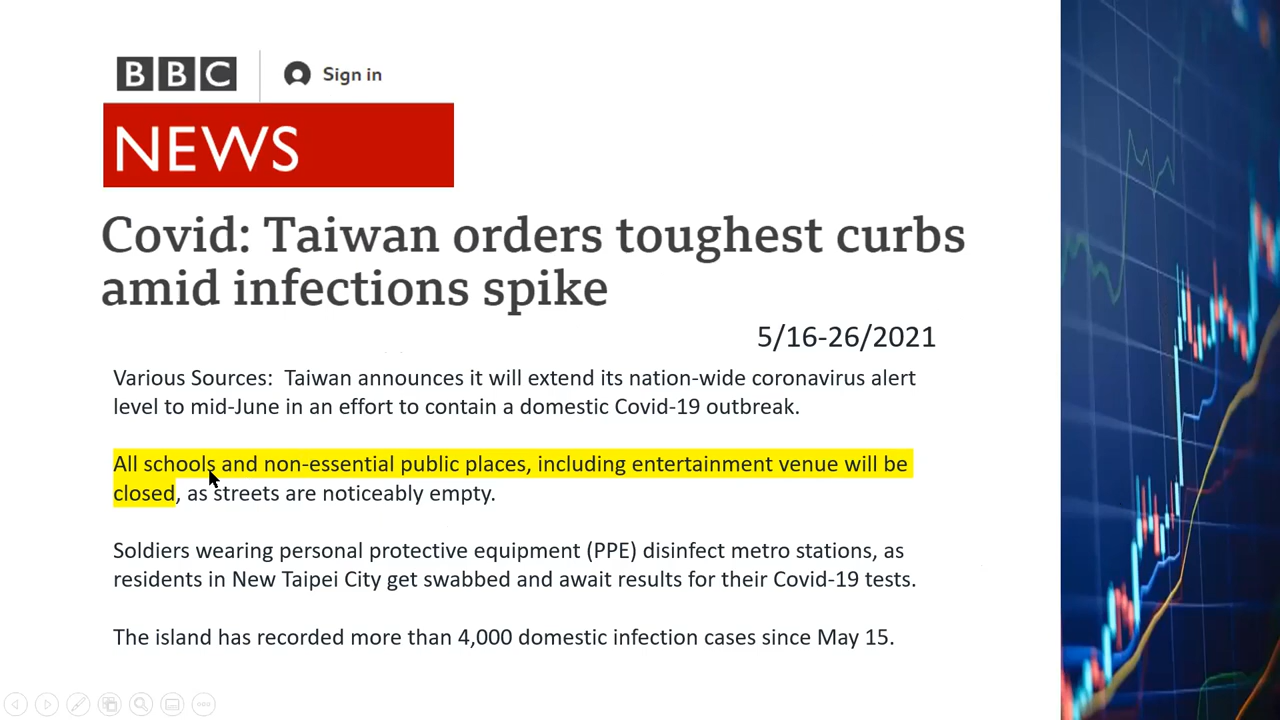 BBC
Sign in
NEWS
Covid: Taiwan orders toughest curbs
amid infections spike
5/16-26/2021
Various Sources:  Taiwan announces it will extend its nation-wide coronavirus alert
level to mid-June in an effort to contain a domestic Covid-19 outbreak.
All schools and non-essential public places, including entertainment venue will be
closed, as streets are noticeably empty.
Soldiers wearing personal protective equipment (PPE) disinfect metro stations, as
residents in New Taipei City get swabbed and await results for their Covid-19 tests.
The island has recorded more than 4,000 domestic infection cases since May 15.